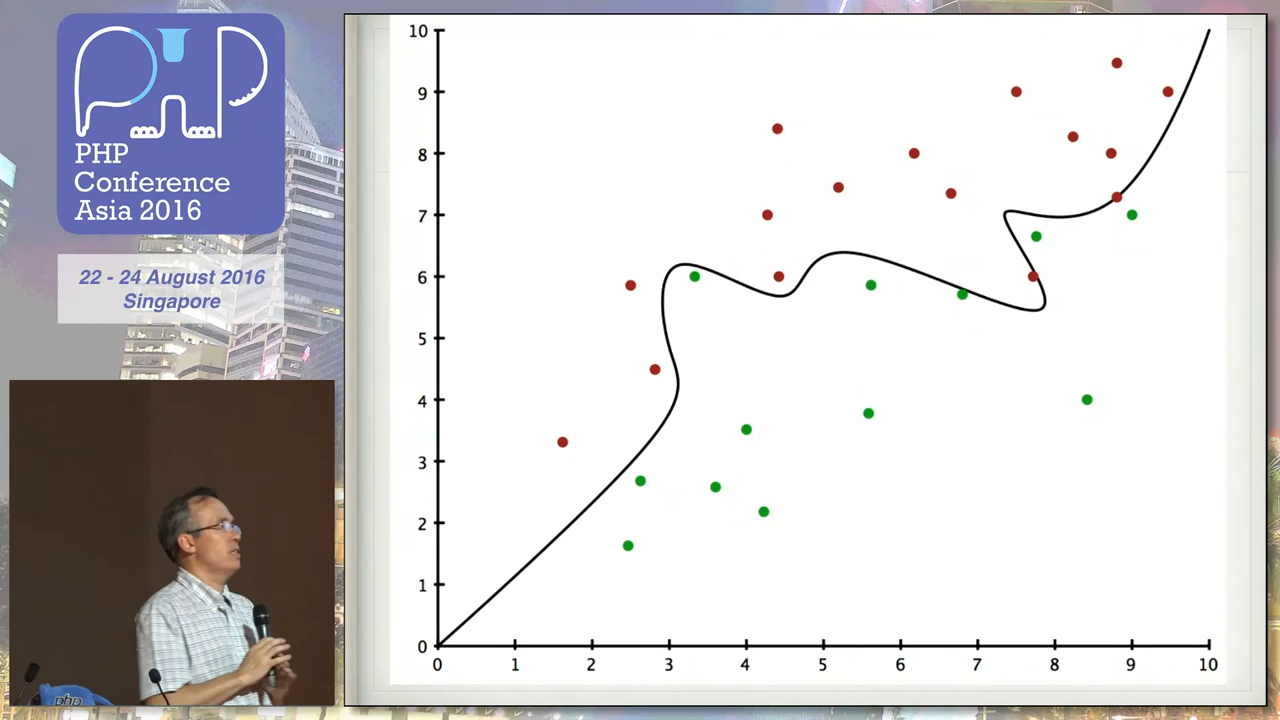 PHP
PHP
Conference
Asia 2016
22 - 24 August 2016
Singapore
10
9
8
7
6
5
4
3
2
1
0
0 1 2 3 4 5 6 7 8 9 10
php